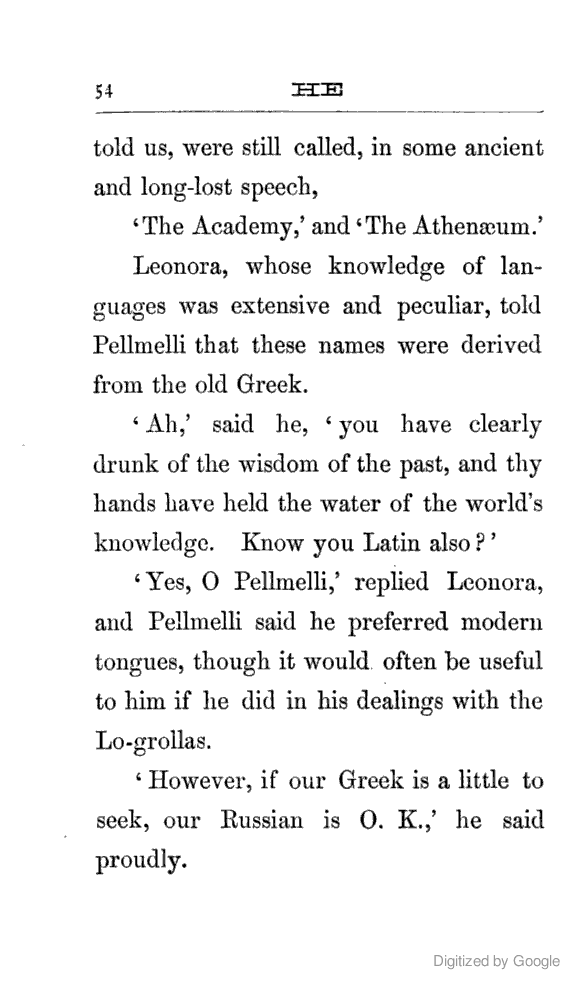 54 HE
told us, were still called, in some ancient
and long-lost speech,
‘The Academy,’ and ‘The Athenæum.’
Leonora, whose knowledge of lan-
guages was extensive and peculiar, told
Pellmelli that these names were derived
from the old Greek.
‘Ah,’ said he, ‘you have clearly
drunk of the wisdom of the past, and thy
hands have held the water of the world’s
knowledge. Know you Latin also?’
‘Yes, O Pellmelli,’ replied Leonora,
and Pellmelli said he preferred modern
tongues, though it would often be useful
to him if he did in his dealings with the
Lo-grollas.
‘However, if our Greek is a little to
seek, our Russian is O. K.,’ he said
proudly.
Digitized by Google